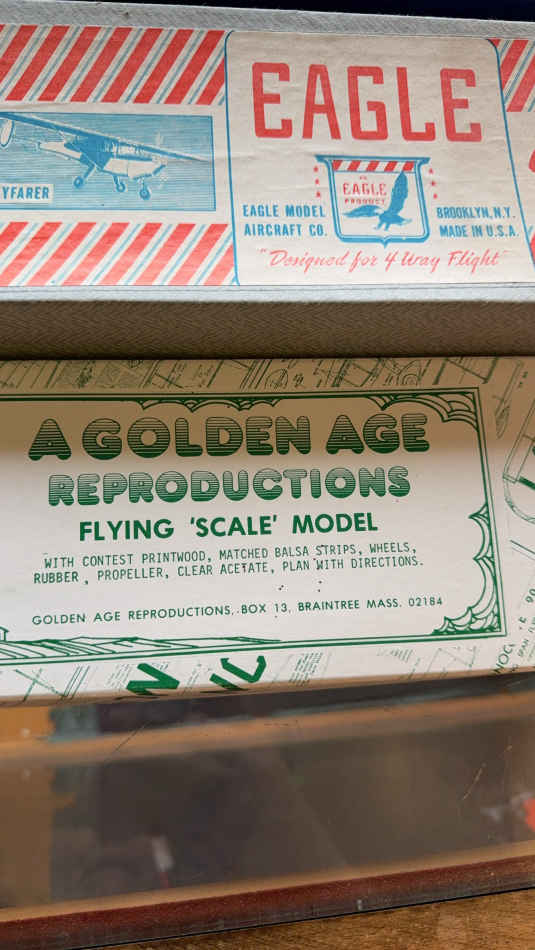 EAGLE
AN
EAGLE
PRODUCT
YFARER
EAGLE MODEL
AIRCRAFT CO.
BROOKLYN, N.Y.
MADE IN U.S.A.
"Designed for 4 Way Flight"
A GOLDEN AGE
REPRODUCTIONS
FLYING 'SCALE' MODEL
WITH CONTEST PRINTWOOD, MATCHED BALSA STRIPS, WHEELS,
RUBBER, PROPELLER, CLEAR ACETATE, PLAN WITH DIRECTIONS.
GOLDEN AGE REPRODUCTIONS, BOX 13, BRAINTREE MASS. 02184